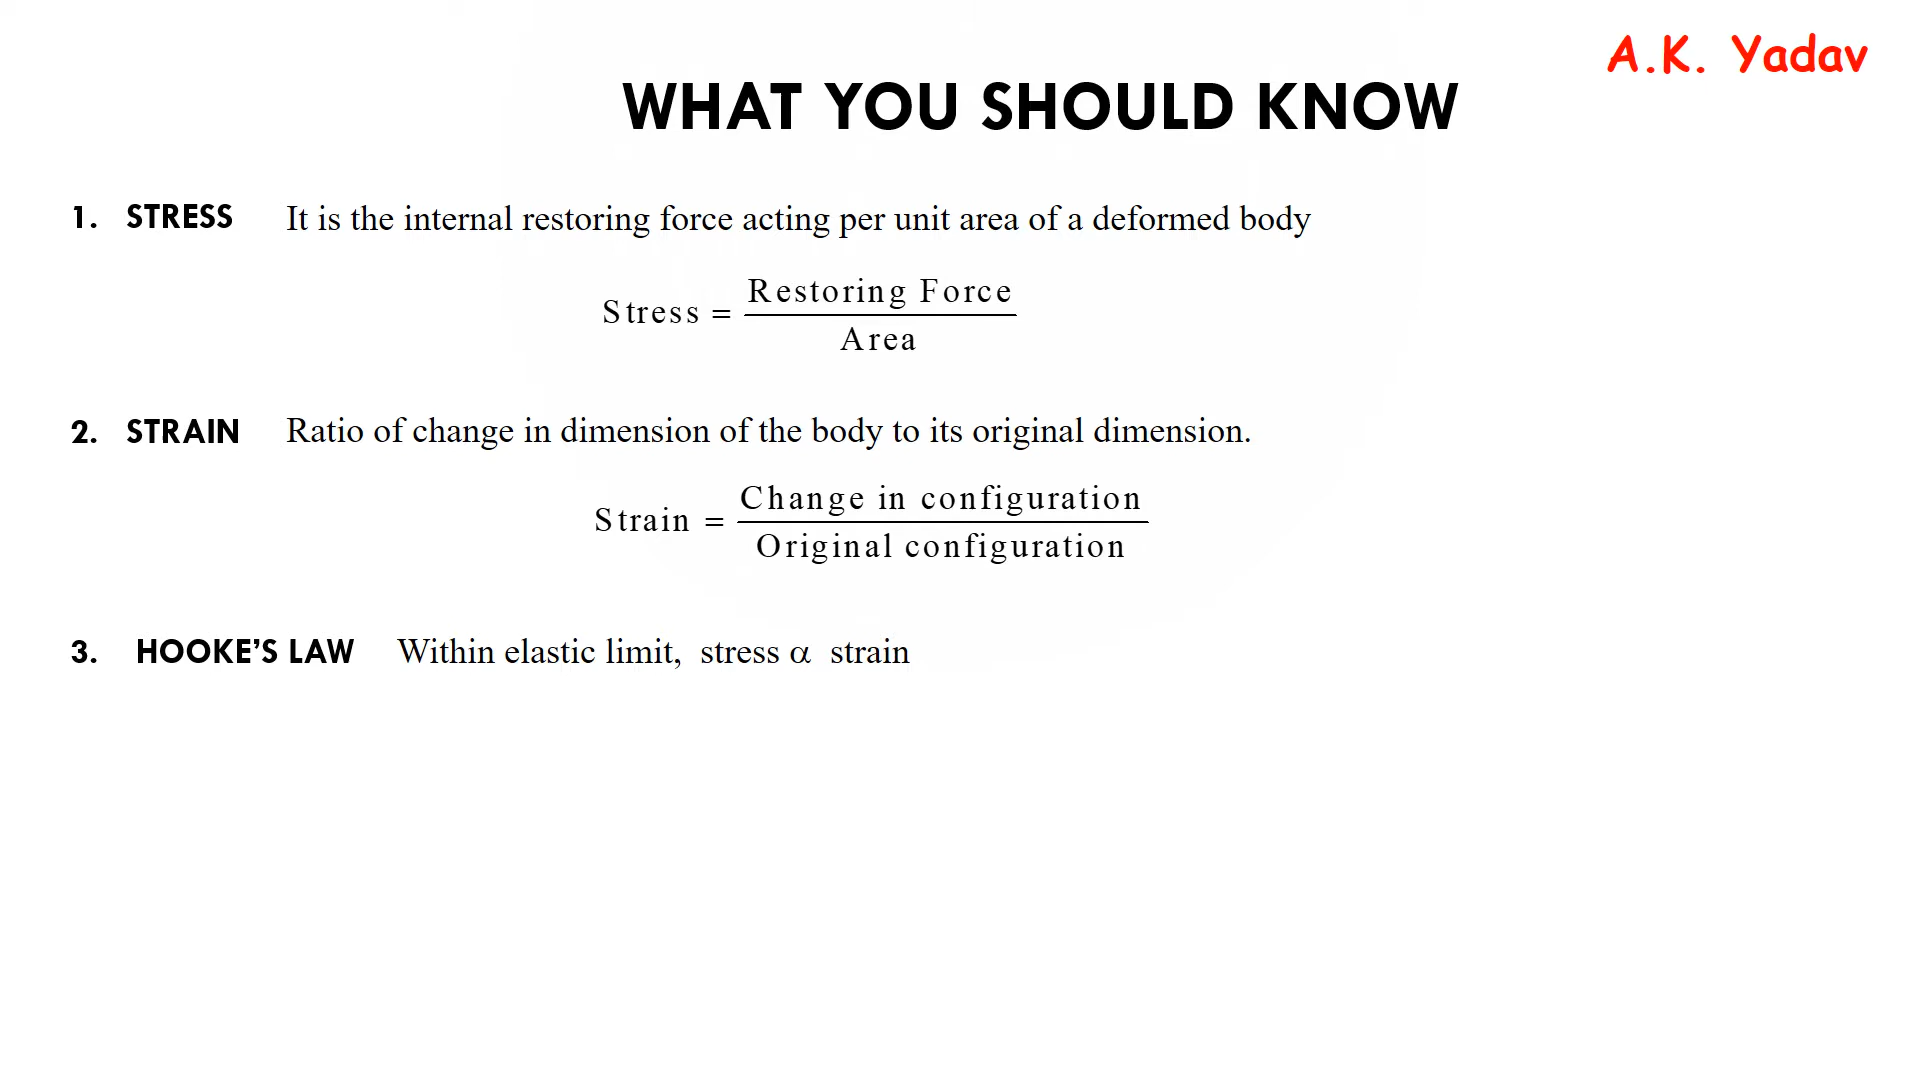 A.K. Yadav
WHAT YOU SHOULD KNOW
1. STRESS It is the internal restoring force acting per unit area of a deformed body
Stress = Restoring Force / Area
2. STRAIN Ratio of change in dimension of the body to its original dimension.
Strain = Change in configuration / Original configuration
3. HOOKE’S LAW Within elastic limit, stress α strain